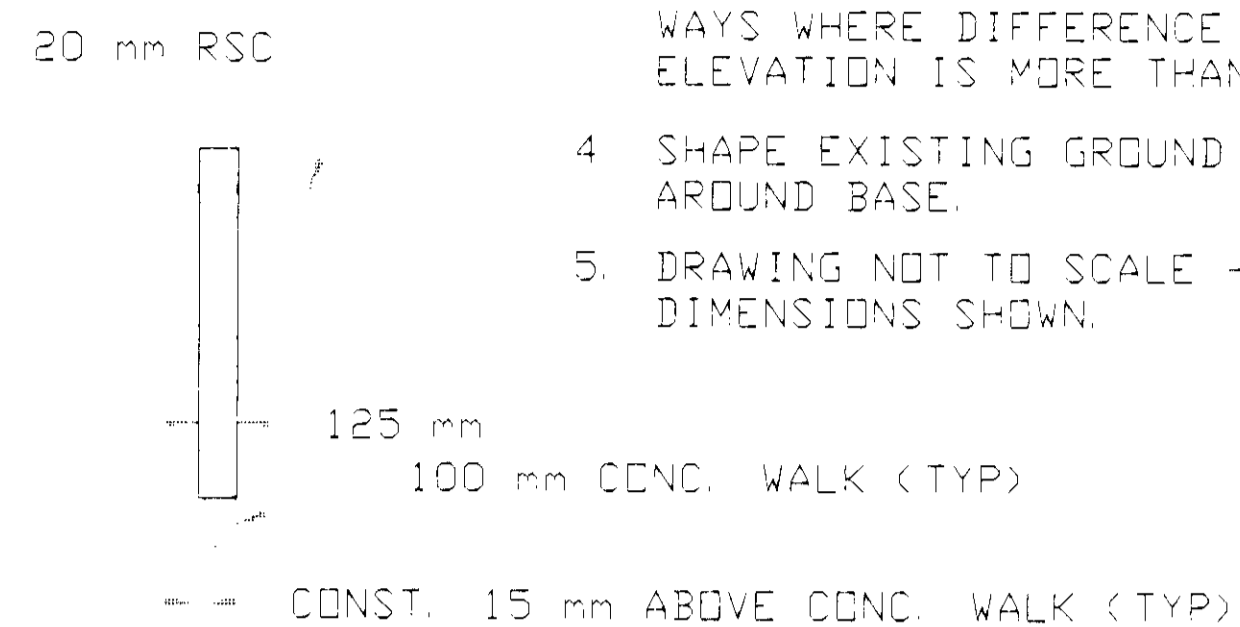 20 mm RSC
WAYS WHERE DIFFERENCE
ELEVATION IS MORE THAN
4 SHAPE EXISTING GROUND
AROUND BASE.
5. DRAWING NOT TO SCALE -
DIMENSIONS SHOWN.
125 mm
100 mm CONC. WALK (TYP)
CONST. 15 mm ABOVE CONC. WALK (TYP)